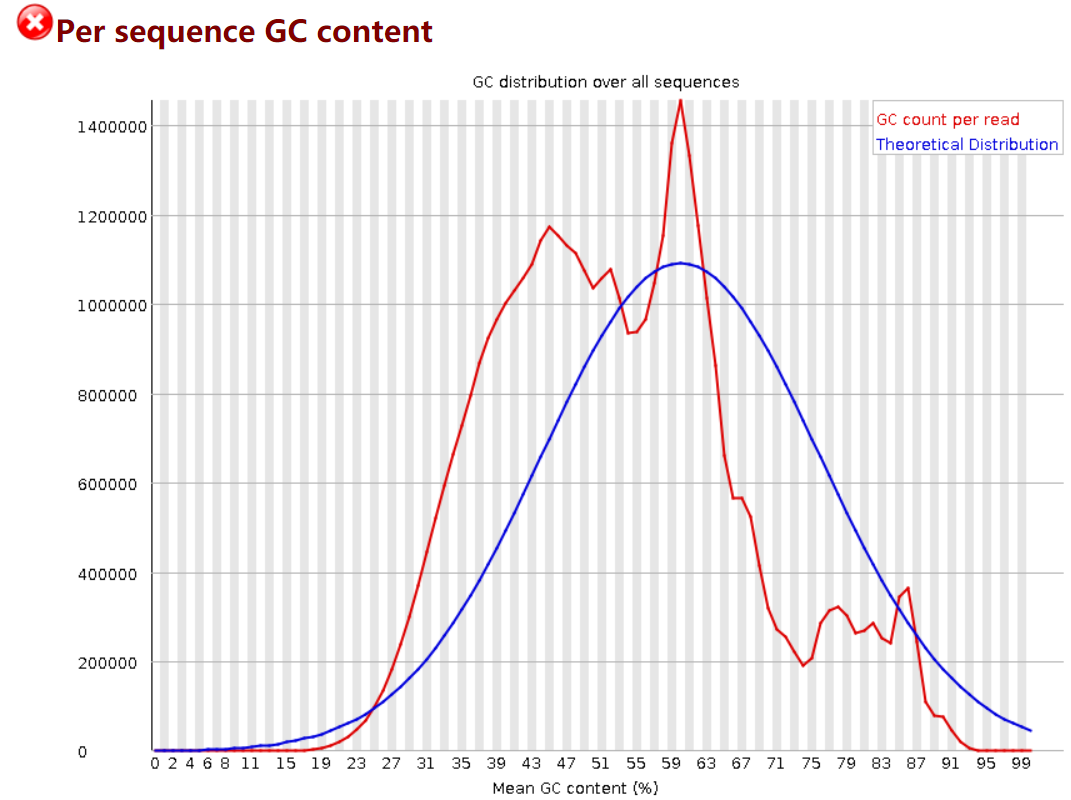 Per sequence GC content
GC distribution over all sequences
GC count per read
Theoretical Distribution
1400000
1200000
1000000
800000
600000
400000
200000
0
0 2 4 6 8 11 15 19 23 27 31 35 39 43 47 51 55 59 63 67 71 75 79 83 87 91 95 99
Mean GC content (%)